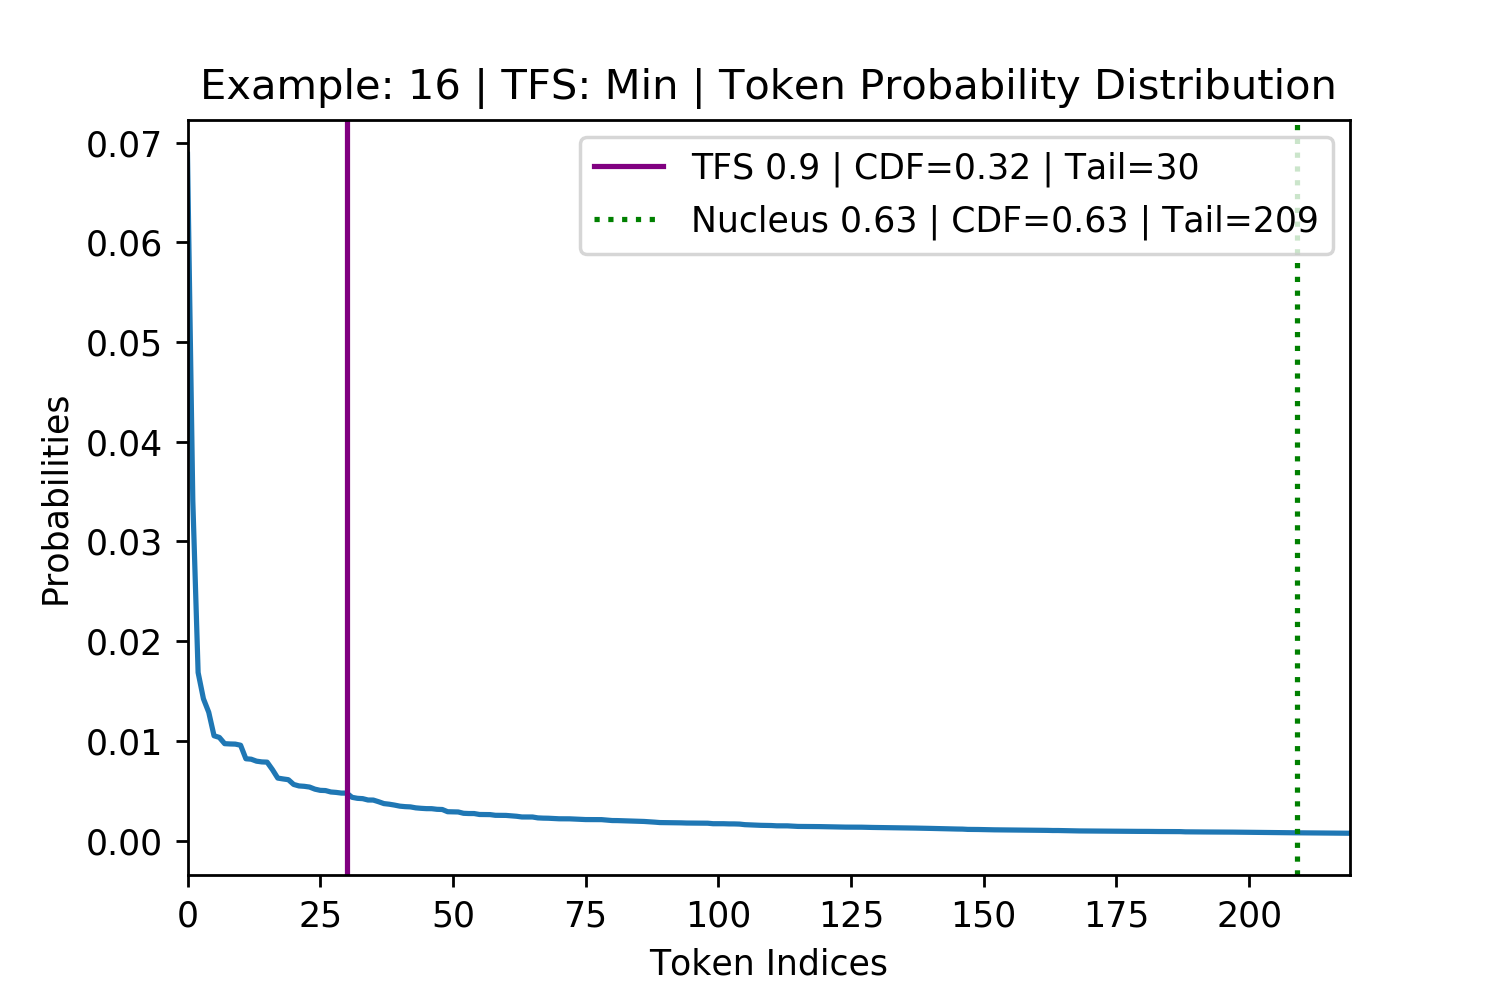 Example: 16 | TFS: Min | Token Probability Distribution
TFS 0.9 | CDF=0.32 | Tail=30
Nucleus 0.63 | CDF=0.63 | Tail=209
Probabilities
0.07
0.06
0.05
0.04
0.03
0.02
0.01
0.00
0 25 50 75 100 125 150 175 200
Token Indices